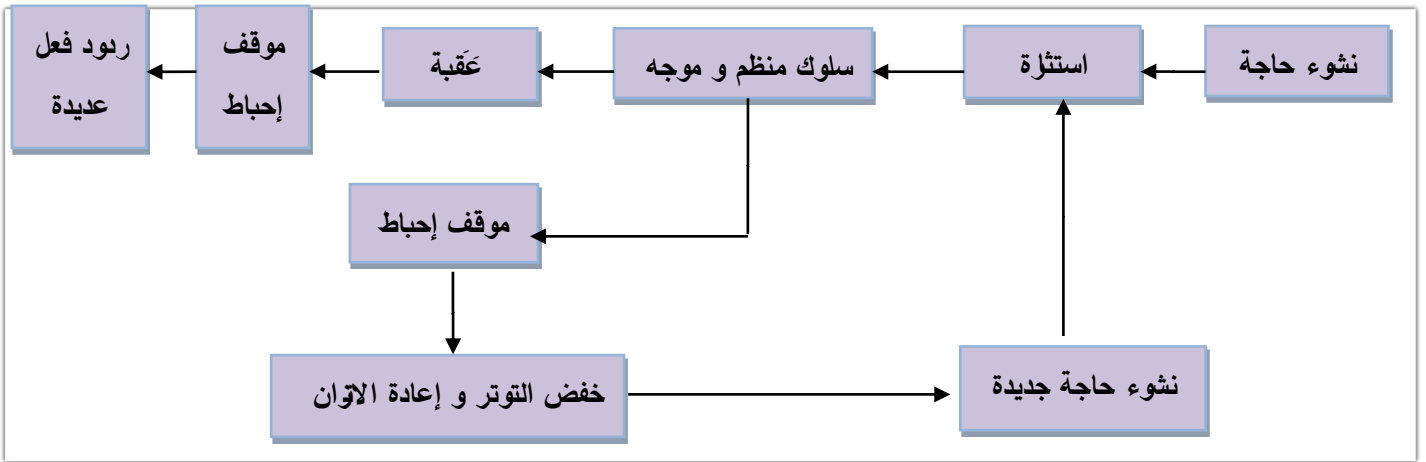 نشوء حاجة
استثلرة
سلوك منظم و موجه
عَقبة
موقف
إحباط
ردود فعل
عديدة
موقف إحباط
خفض التوتر و إعادة الاتوان
نشوء حاجة جديدة